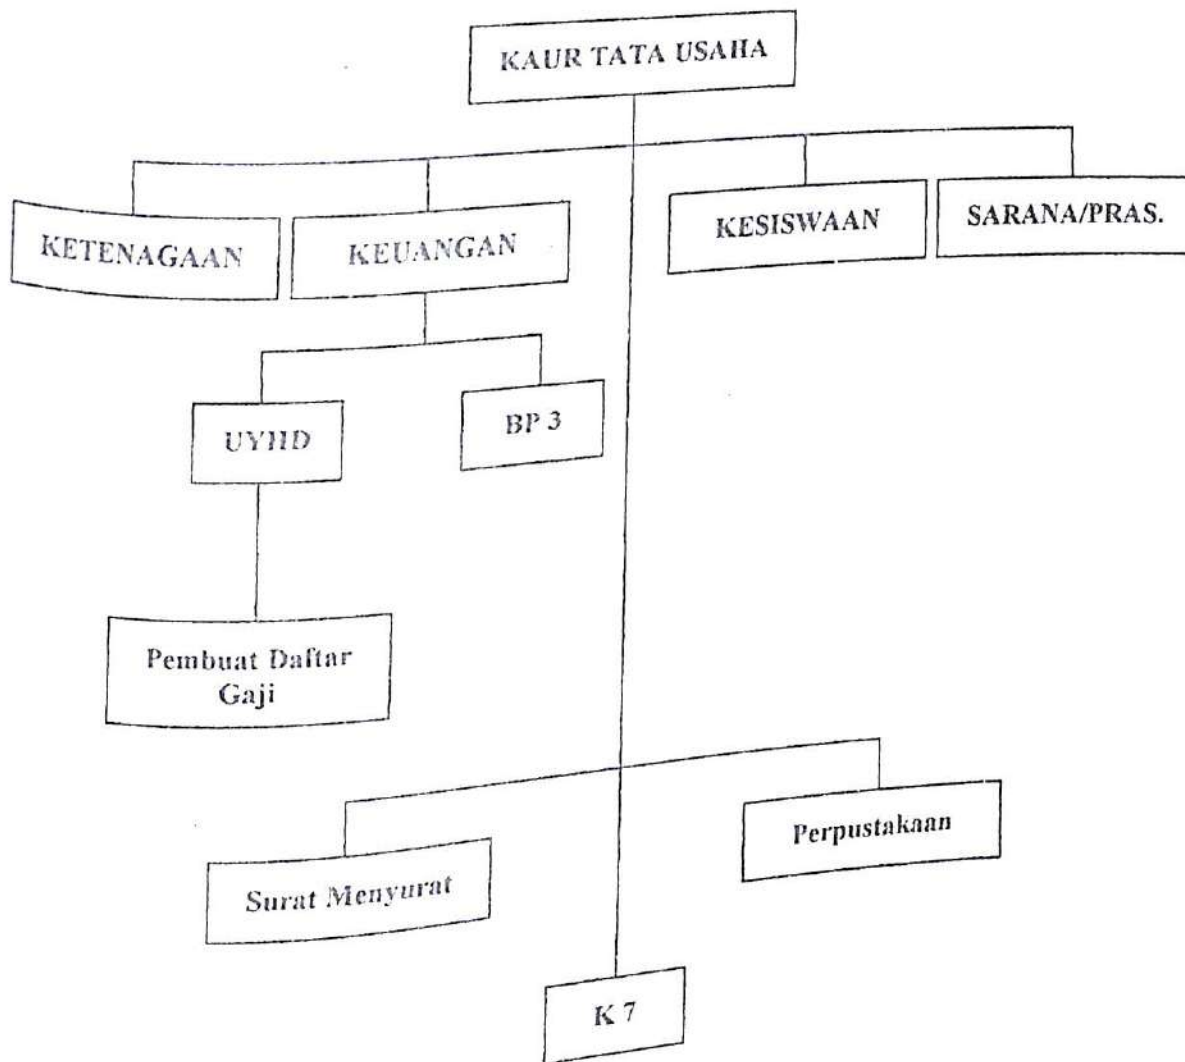 KAUR TATA USAHA
KETENAGAAN
KEUANGAN
KESISWAAN
SARANA/PRAS.
UYHD
BP 3
Pembuat Daftar
Gaji
Surat Menyurat
Perpustakaan
K 7